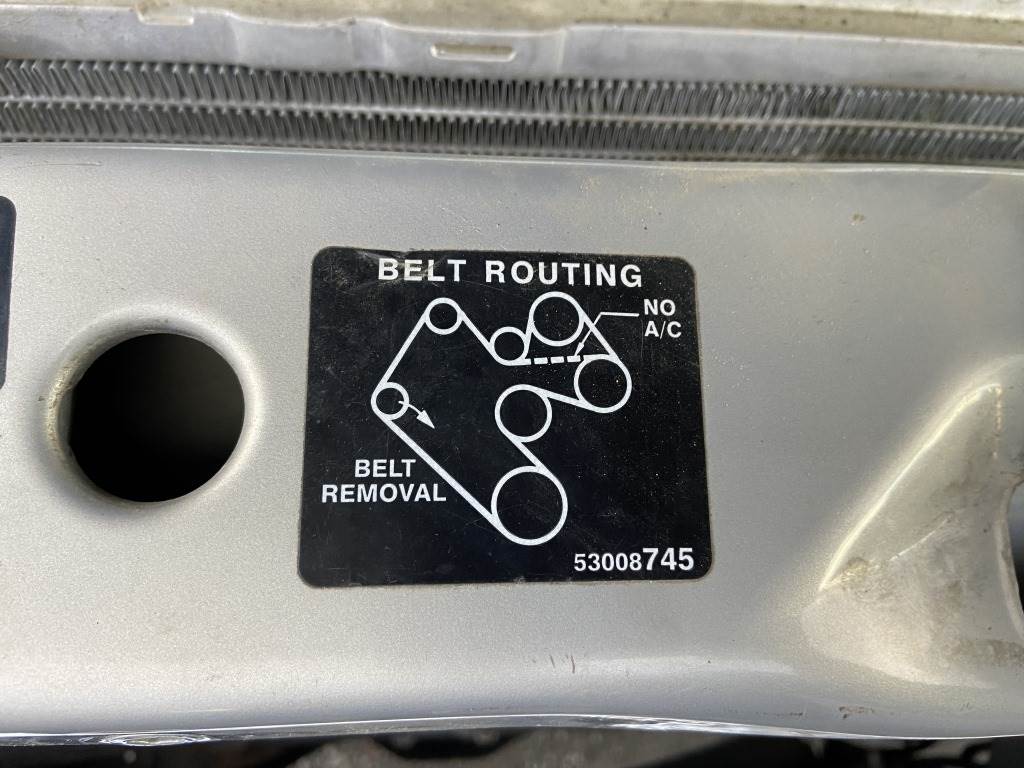 BELT ROUTING
NO
A/C
BELT
REMOVAL
53008745